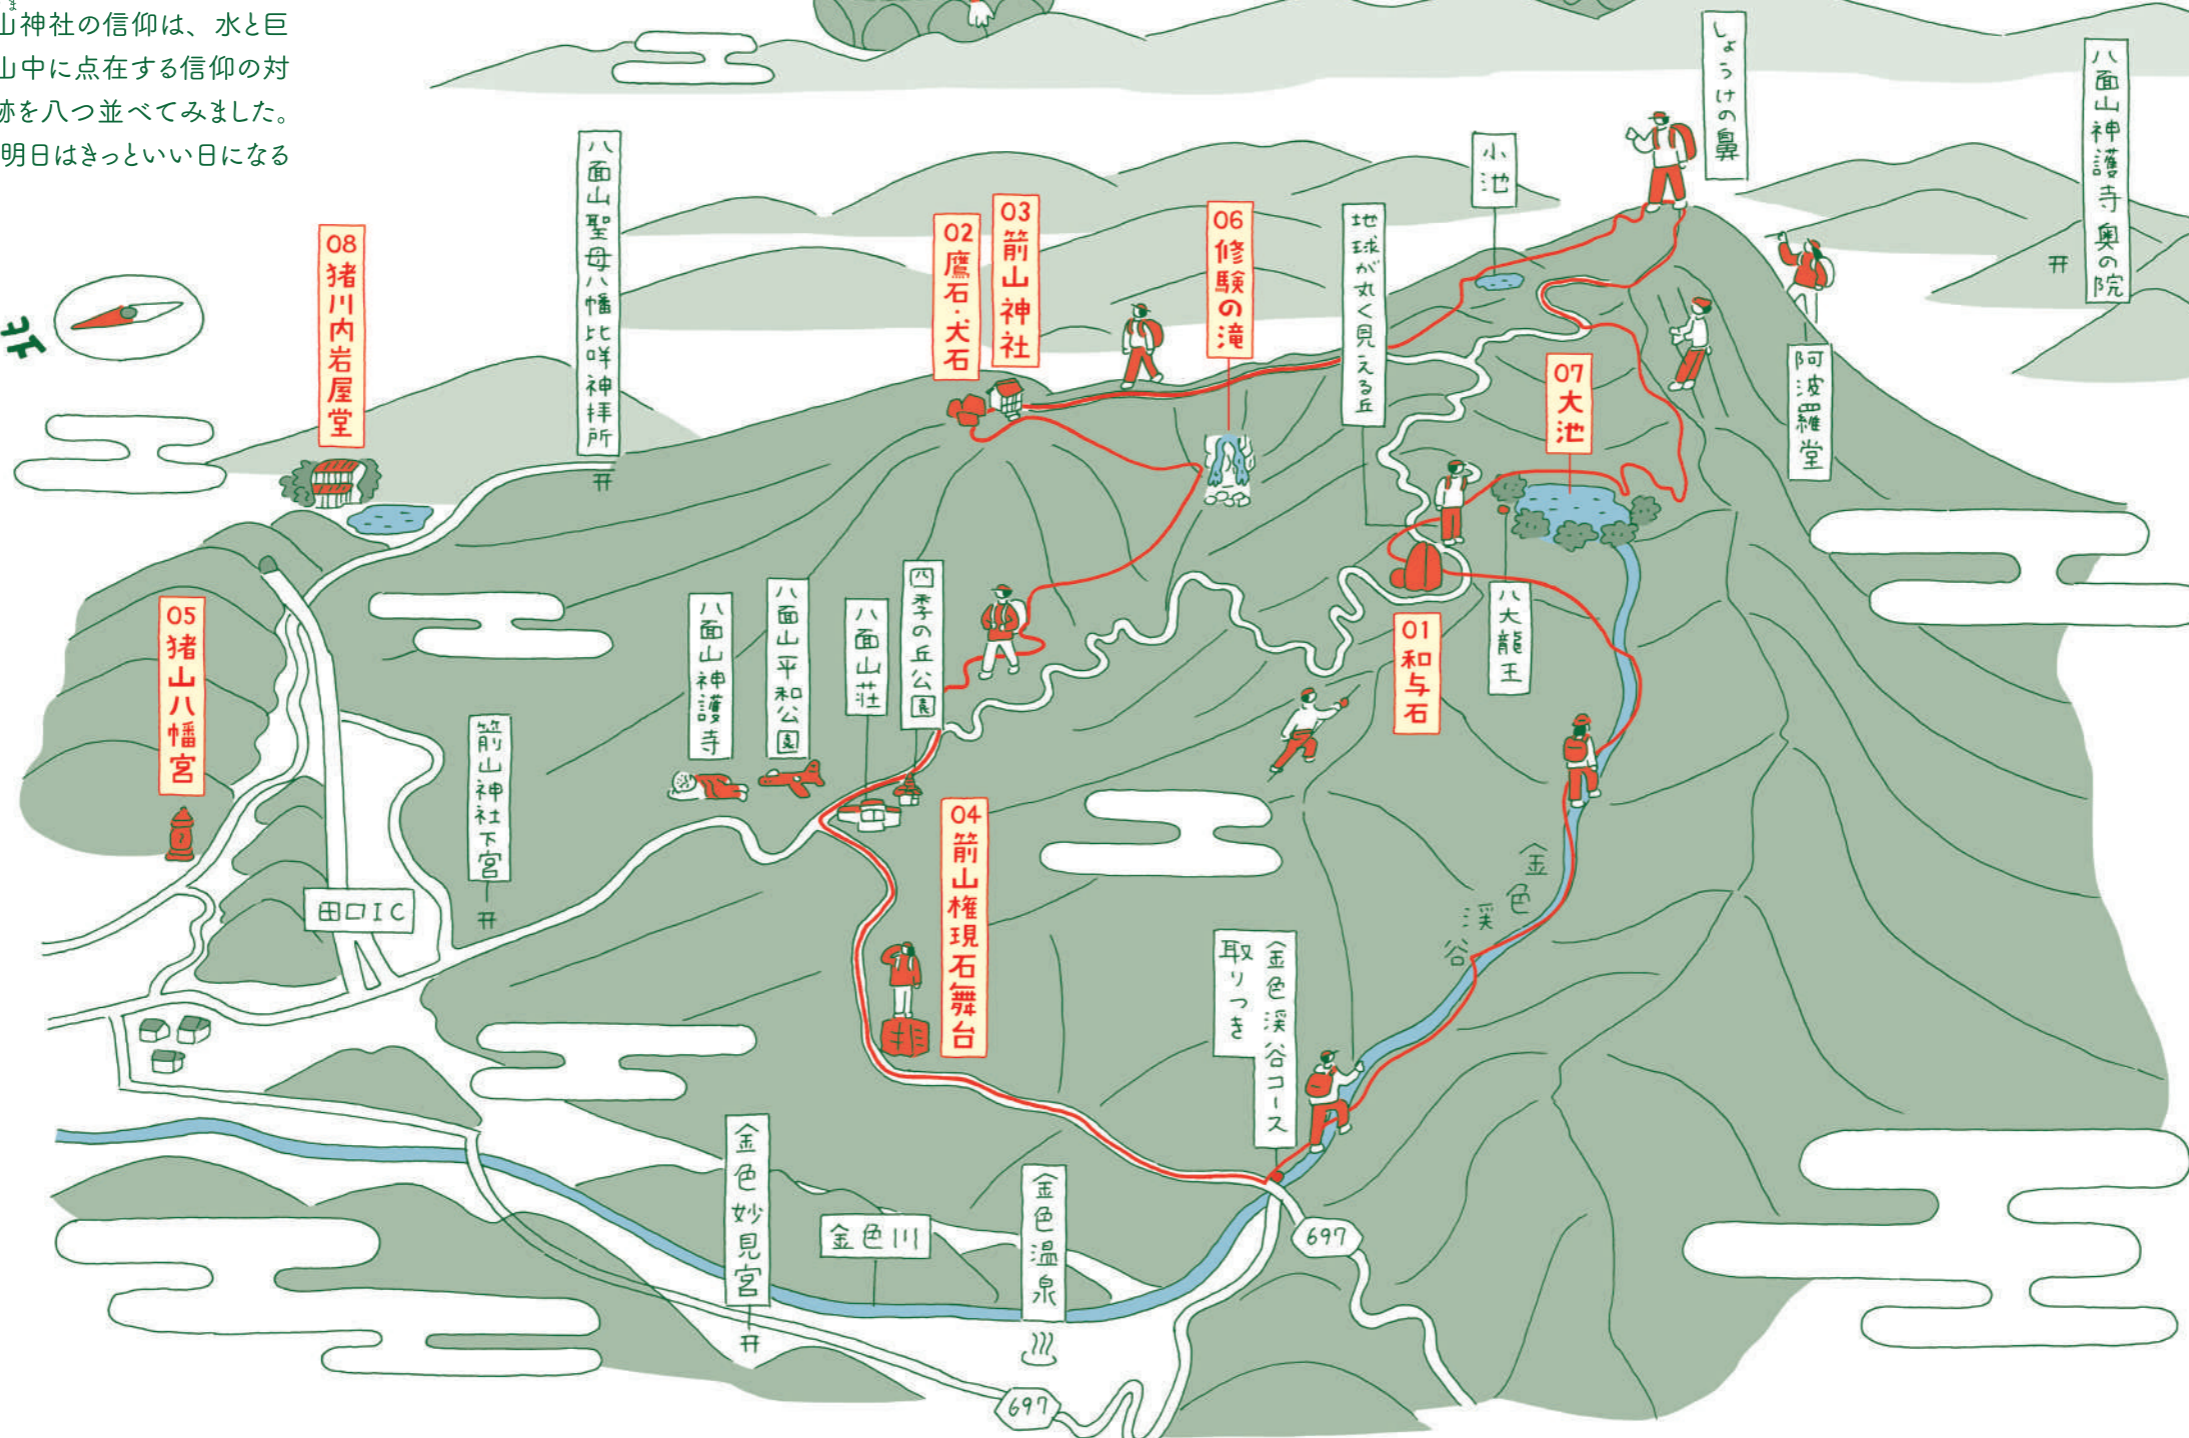 ま
山神社の信仰は、水と巨
山中に点在する信仰の対
跡を八つ並べてみました。
明日はきっといい日になる
北
しょうけの鼻
八面山神護寺 奥の院
小池
八面山聖母八幡比咩神拝所
03 箭山神社
02 鷹石・犬石
06 修験の滝
地球が丸く見える丘
08 猪川内岩屋堂
阿波羅堂
07 大池
四季の丘公園
八面山平和公園
八面山神護寺
八面山荘
八大龍王
05 猪山八幡宮
01 和与石
箭山神社下宮
04 箭山権現石舞台
金色渓谷
田口IC
金色渓谷コース
取りつき
金色妙見宮
金色温泉
金色川
697
697